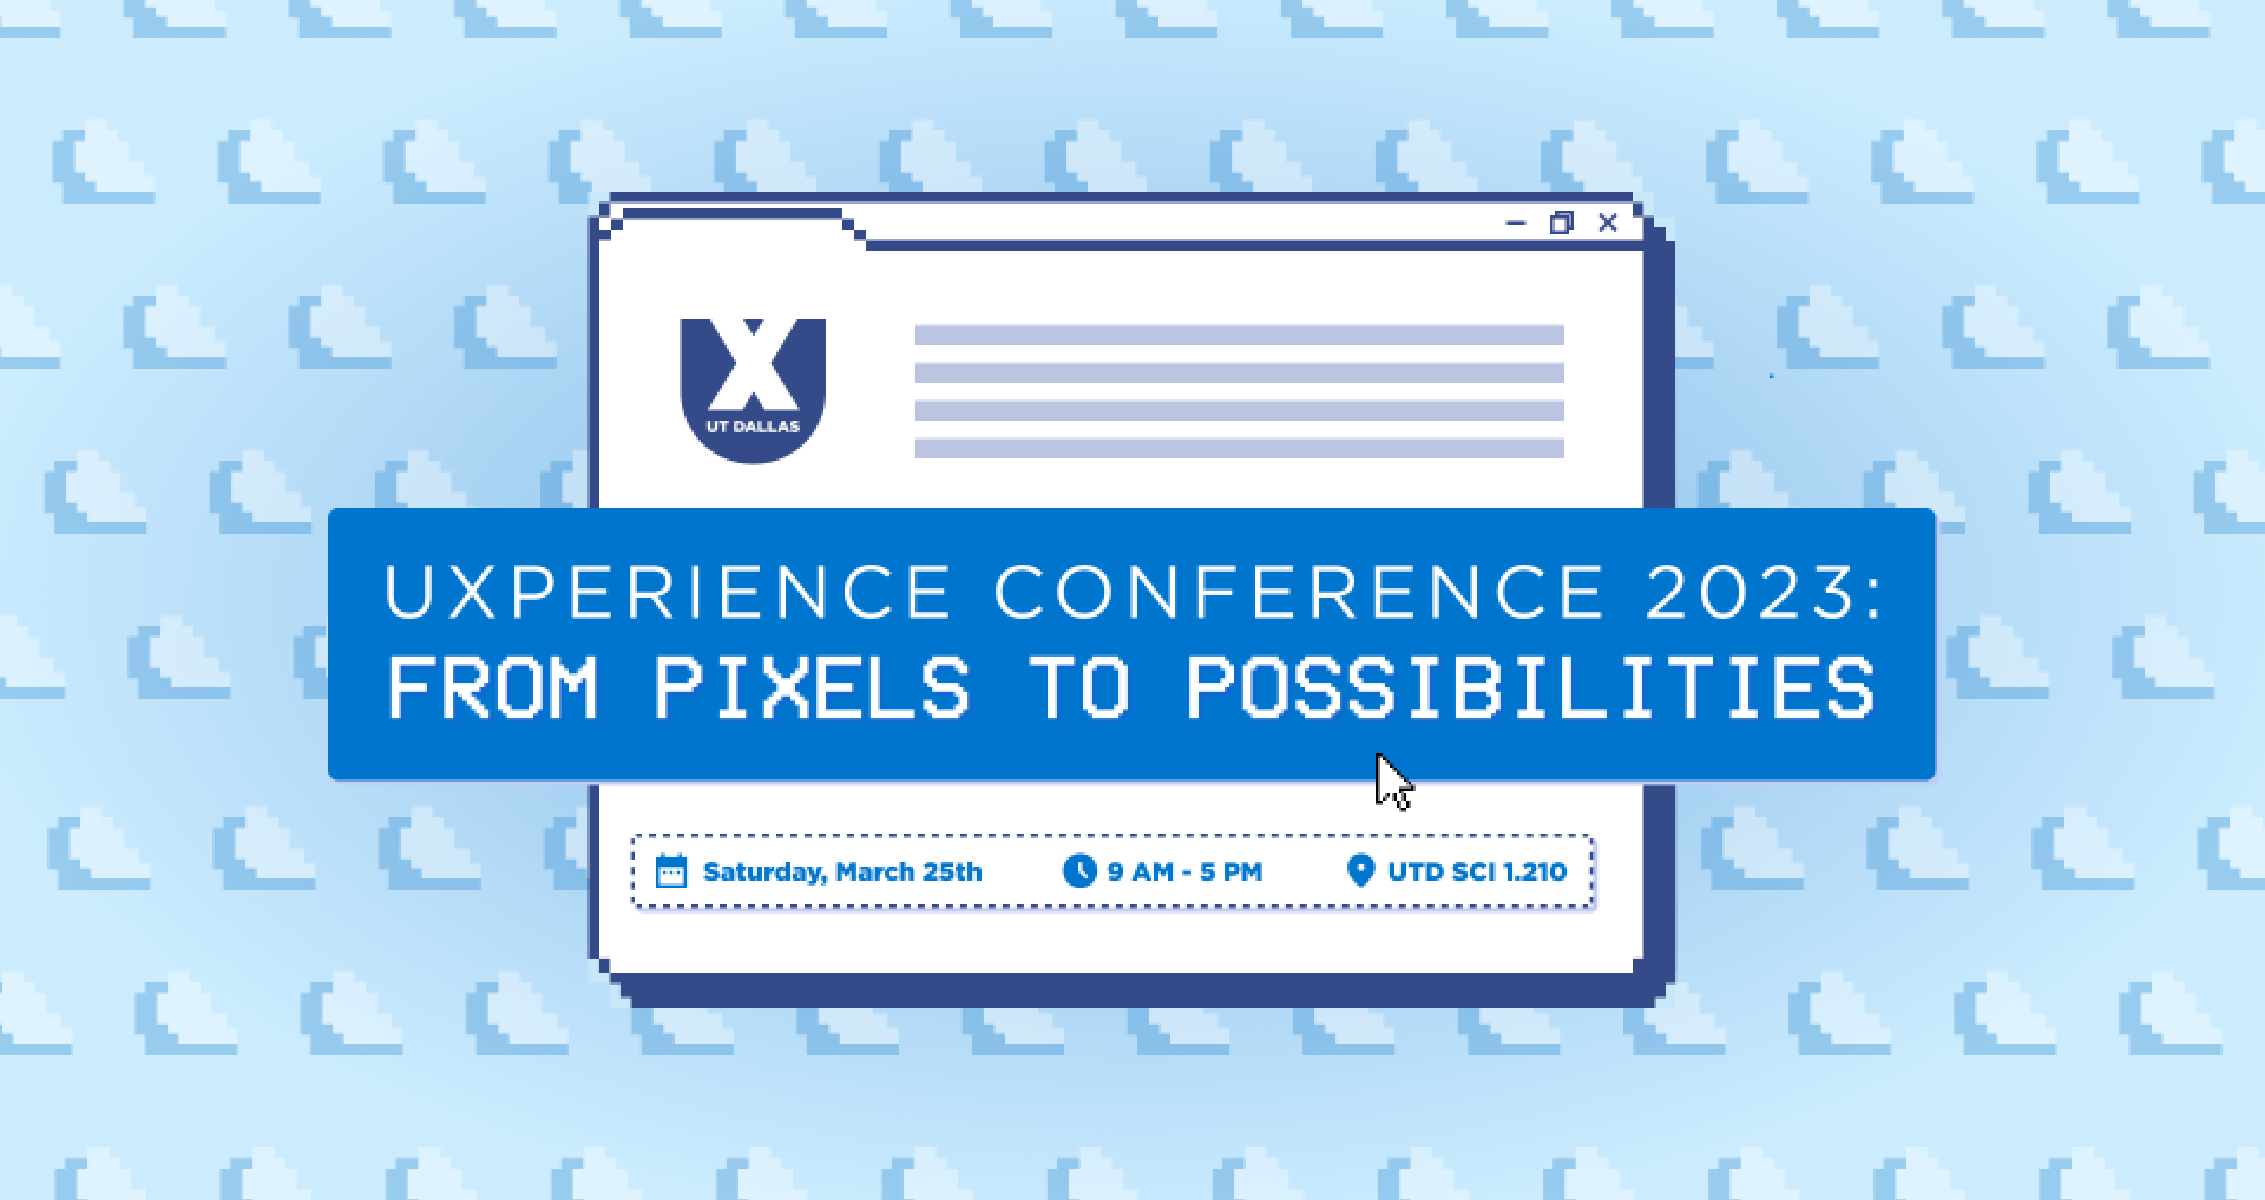 X
UT DALLAS
UXPERIENCE CONFERENCE 2023:
FROM PIXELS TO POSSIBILITIES
Saturday, March 25th
9 AM - 5 PM
UTD SCI 1.210